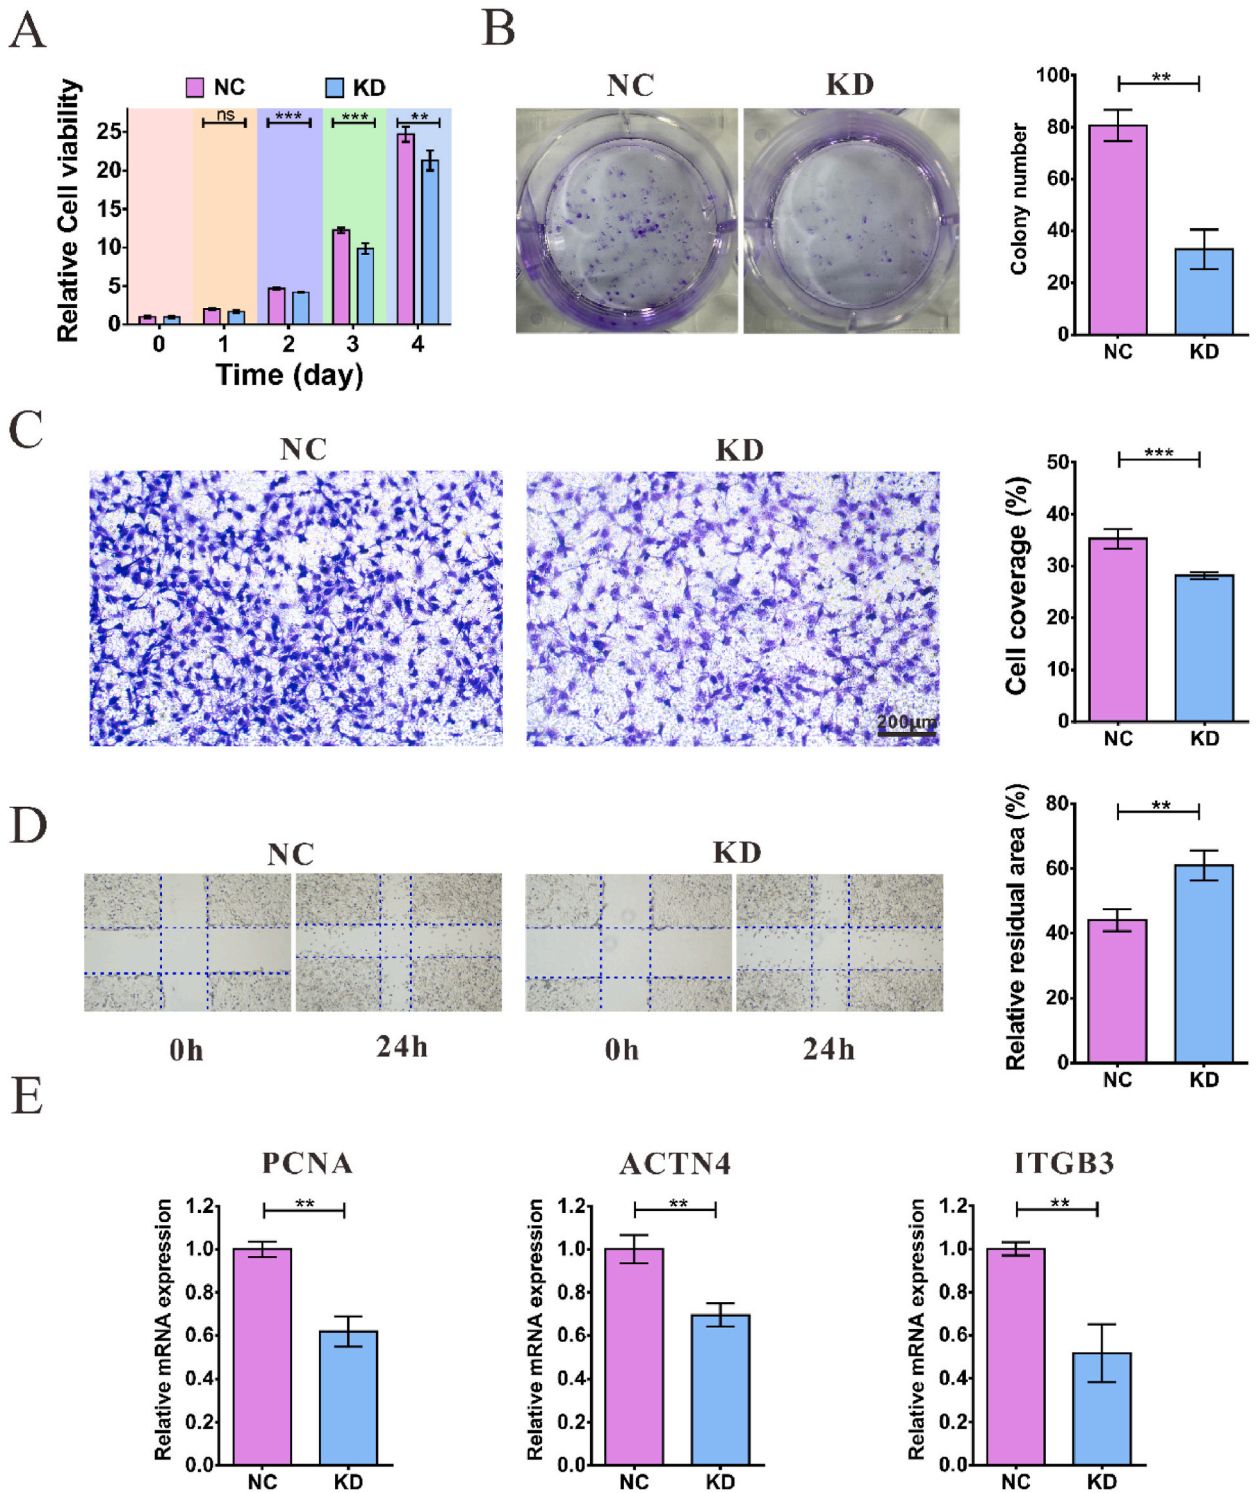 A
NC KD
Relative Cell viability
25
20
15
10
5
0
ns *** *** **
0 1 2 3 4
Time (day)
B
NC KD
Colony number
100
80
60
40
20
0
**
NC KD
C
NC KD
200μm
Cell coverage (%)
50
40
30
20
10
0
***
NC KD
D
NC KD
0h 24h 0h 24h
Relative residual area (%)
80
60
40
20
0
**
NC KD
E
PCNA
Relative mRNA expression
1.2
1.0
0.8
0.6
0.4
0.2
0.0
**
NC KD
ACTN4
Relative mRNA expression
1.2
1.0
0.8
0.6
0.4
0.2
0.0
**
NC KD
ITGB3
Relative mRNA expression
1.2
1.0
0.8
0.6
0.4
0.2
0.0
**
NC KD